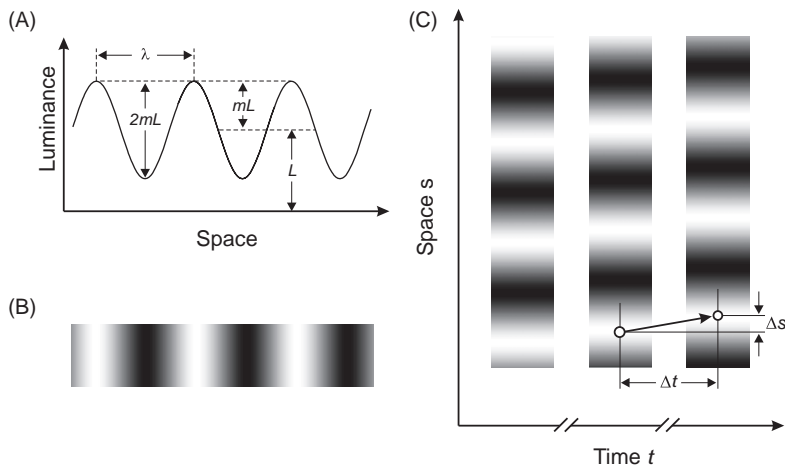 (A)
λ
Luminance
2mL
mL
L
Space
(B)
(C)
Space s
Δs
Δt
Time t